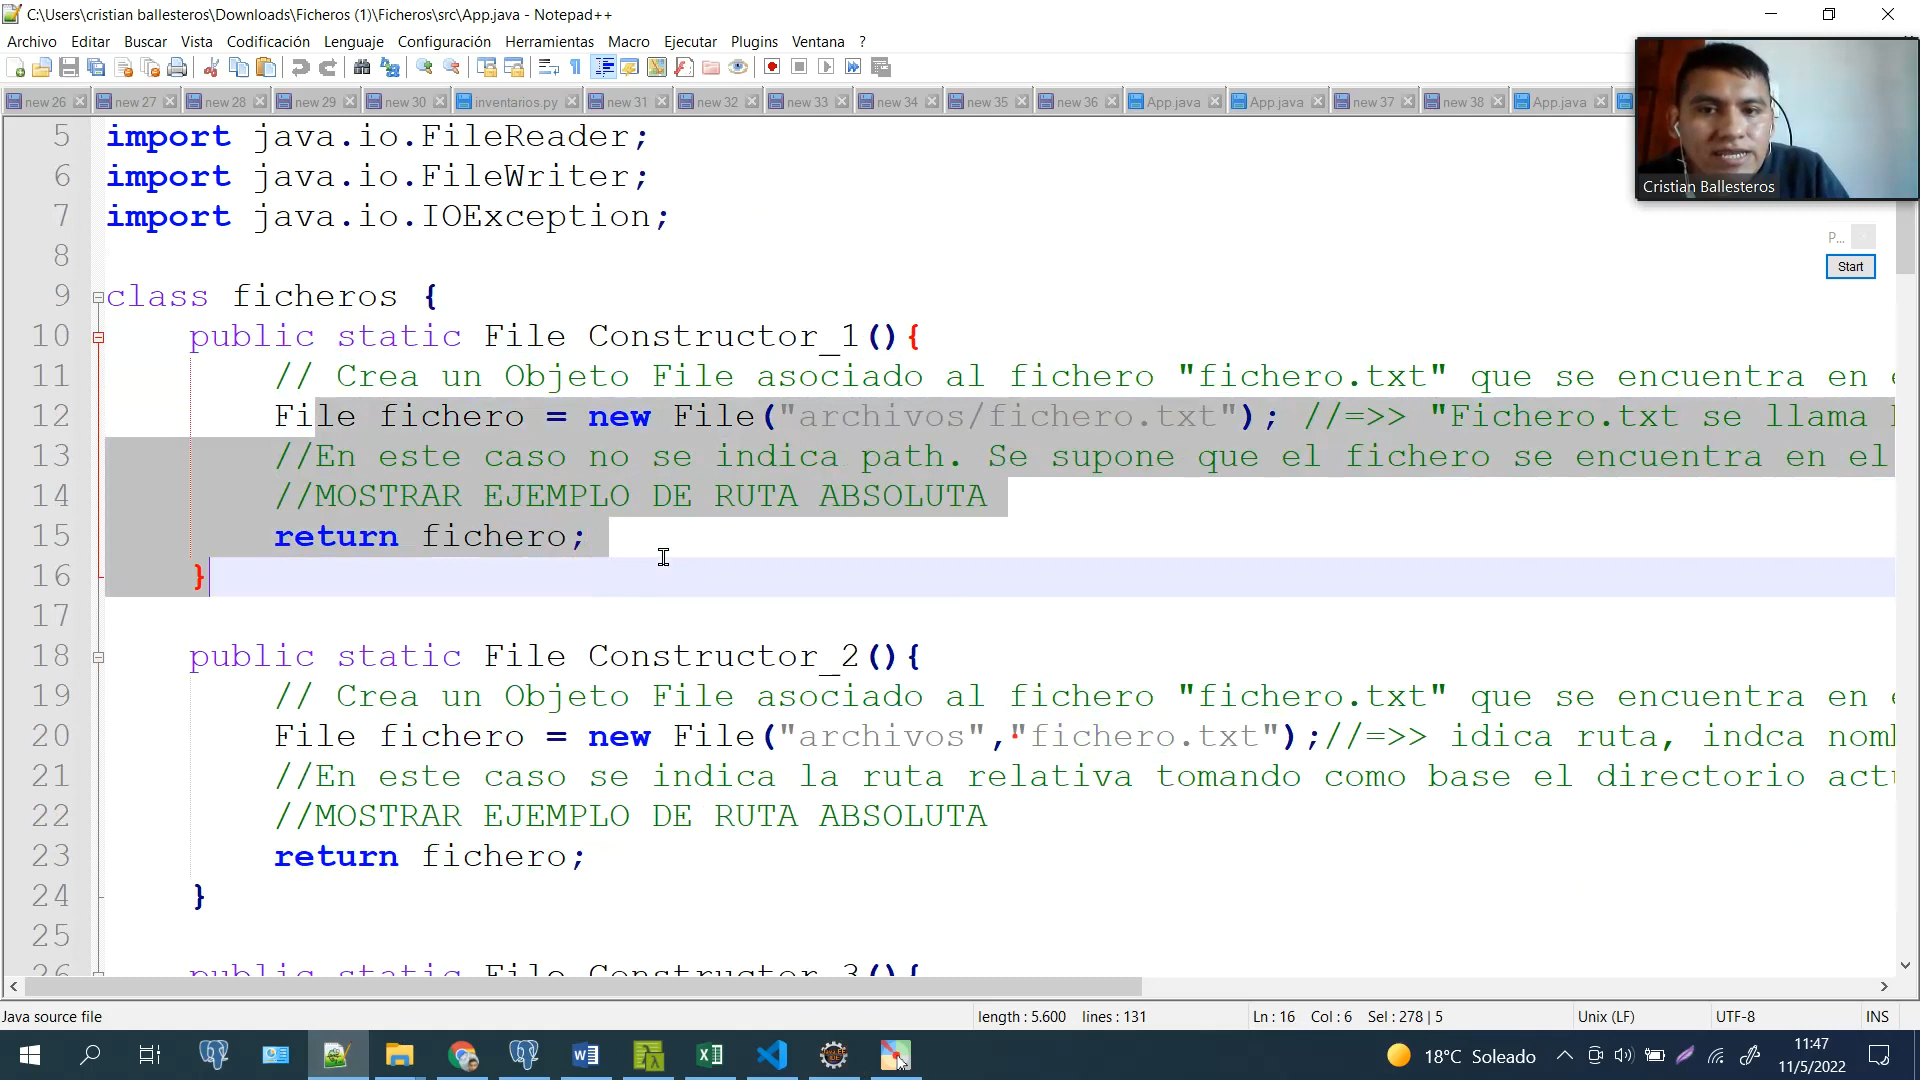 C:\Users\cristian ballesteros\Downloads\Ficheros (1)\Ficheros\src\App.java - Notepad++
Archivo Editar Buscar Vista Codificación Lenguaje Configuración Herramientas Macro Ejecutar Plugins Ventana ?
new 26 new 27 new 28 new 29 new 30 inventarios.py new 31 new 32 new 33 new 34 new 35 new 36 App.java App.java new 37 new 38 App.java
Cristian Ballesteros
P...
Start
5 import java.io.FileReader;
6 import java.io.FileWriter;
7 import java.io.IOException;
8
9 class ficheros {
10 public static File Constructor_1(){
11 // Crea un Objeto File asociado al fichero "fichero.txt" que se encuentra en
12 File fichero = new File("archivos/fichero.txt"); //=>> "Fichero.txt se llama
13 //En este caso no se indica path. Se supone que el fichero se encuentra en el
14 //MOSTRAR EJEMPLO DE RUTA ABSOLUTA
15 return fichero;
16 }
17
18 public static File Constructor_2(){
19 // Crea un Objeto File asociado al fichero "fichero.txt" que se encuentra en
20 File fichero = new File("archivos","fichero.txt");//=>> idica ruta, indca
21 //En este caso se indica la ruta relativa tomando como base el directorio
22 //MOSTRAR EJEMPLO DE RUTA ABSOLUTA
23 return fichero;
24 }
25
26 public static File Constructor_3(){
Java source file length : 5.600 lines : 131 Ln : 16 Col : 6 Sel : 278 | 5 Unix (LF) UTF-8 INS
18°C Soleado
11:47
11/5/2022